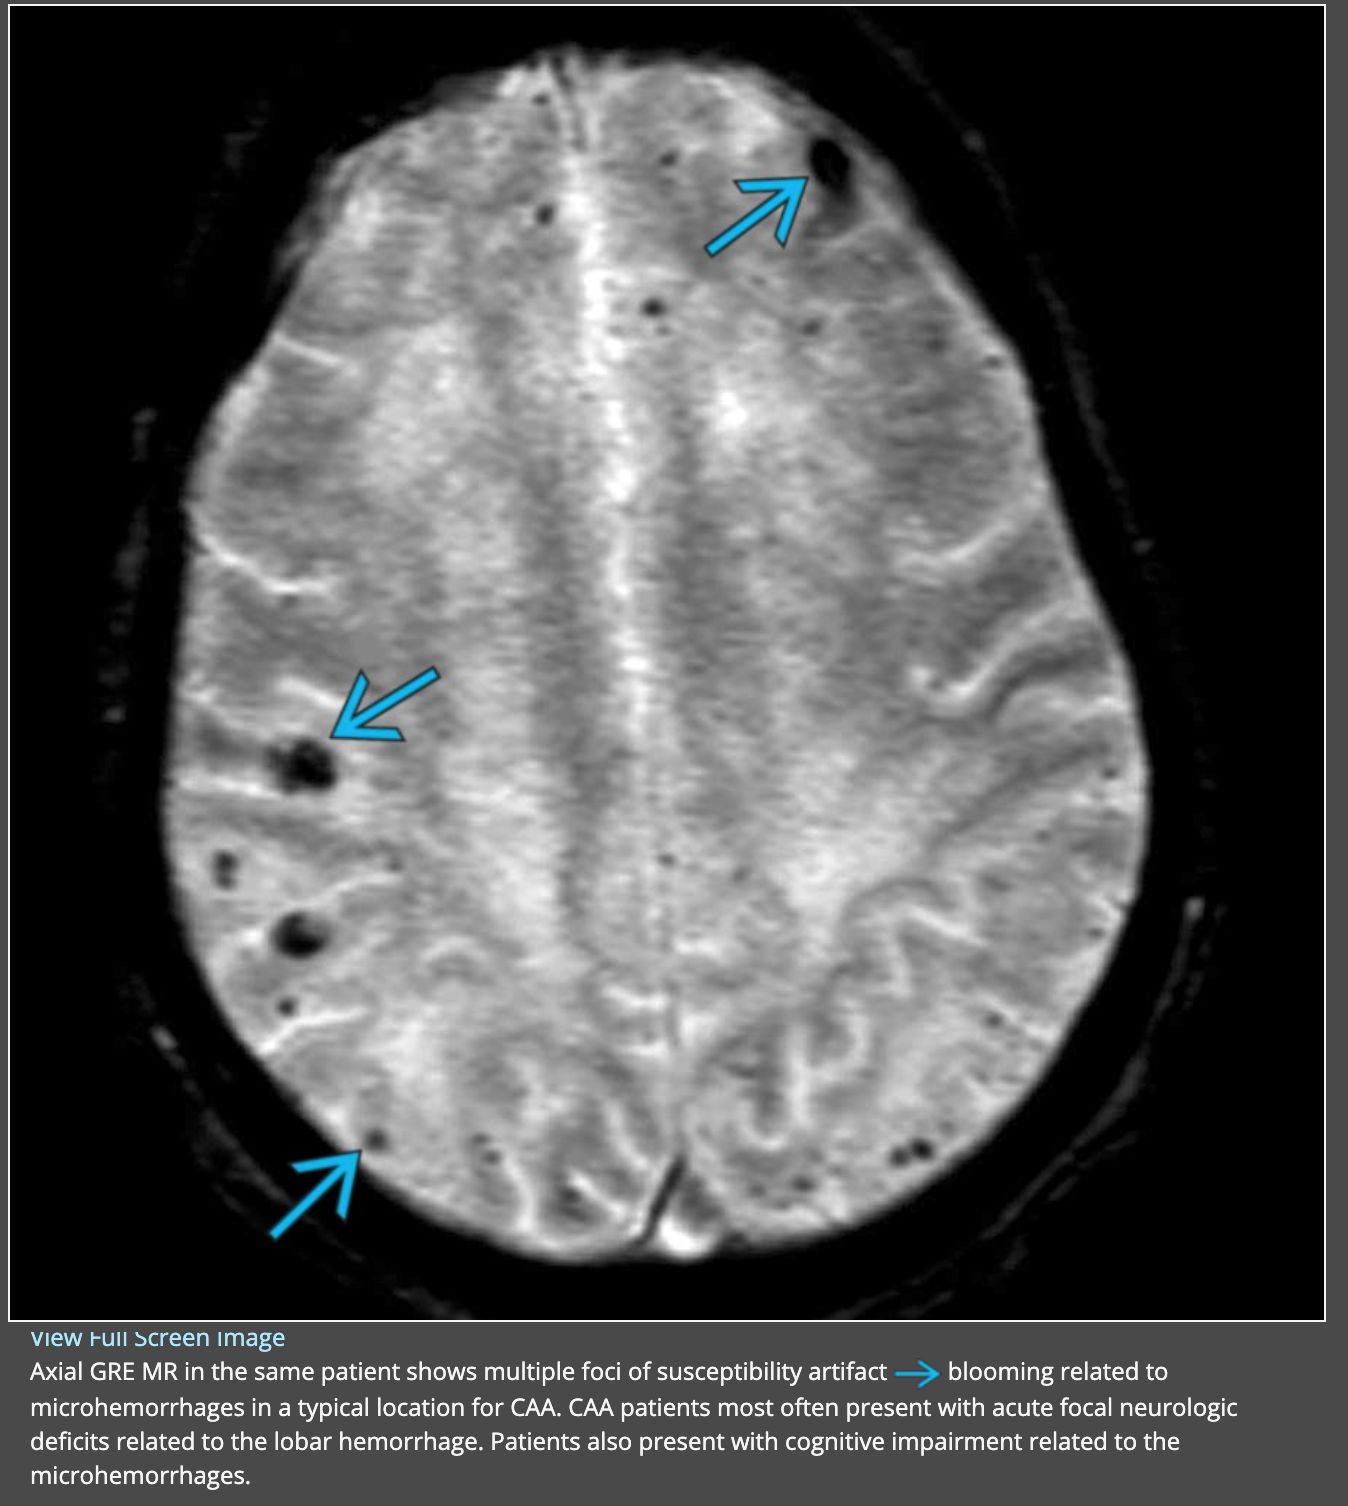 View Full Screen Image
Axial GRE MR in the same patient shows multiple foci of susceptibility artifact → blooming related to
microhemorrhages in a typical location for CAA. CAA patients most often present with acute focal neurologic
deficits related to the lobar hemorrhage. Patients also present with cognitive impairment related to the
microhemorrhages.